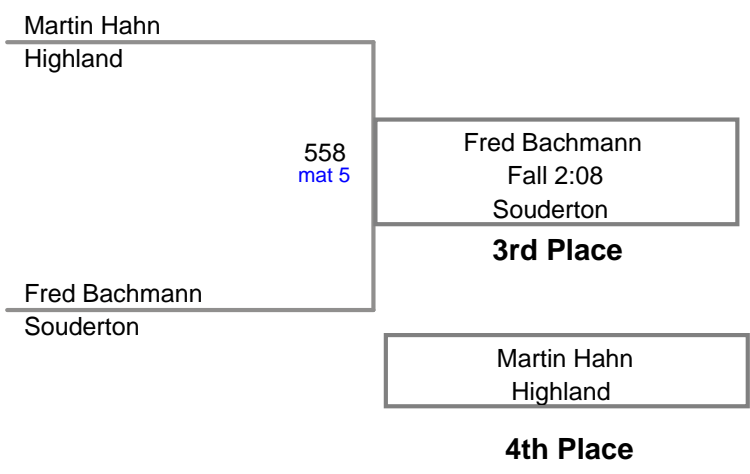 Martin Hahn
Highland
558
mat 5
Fred Bachmann
Fall 2:08
Souderton
3rd Place
Fred Bachmann
Souderton
Martin Hahn
Highland
4th Place